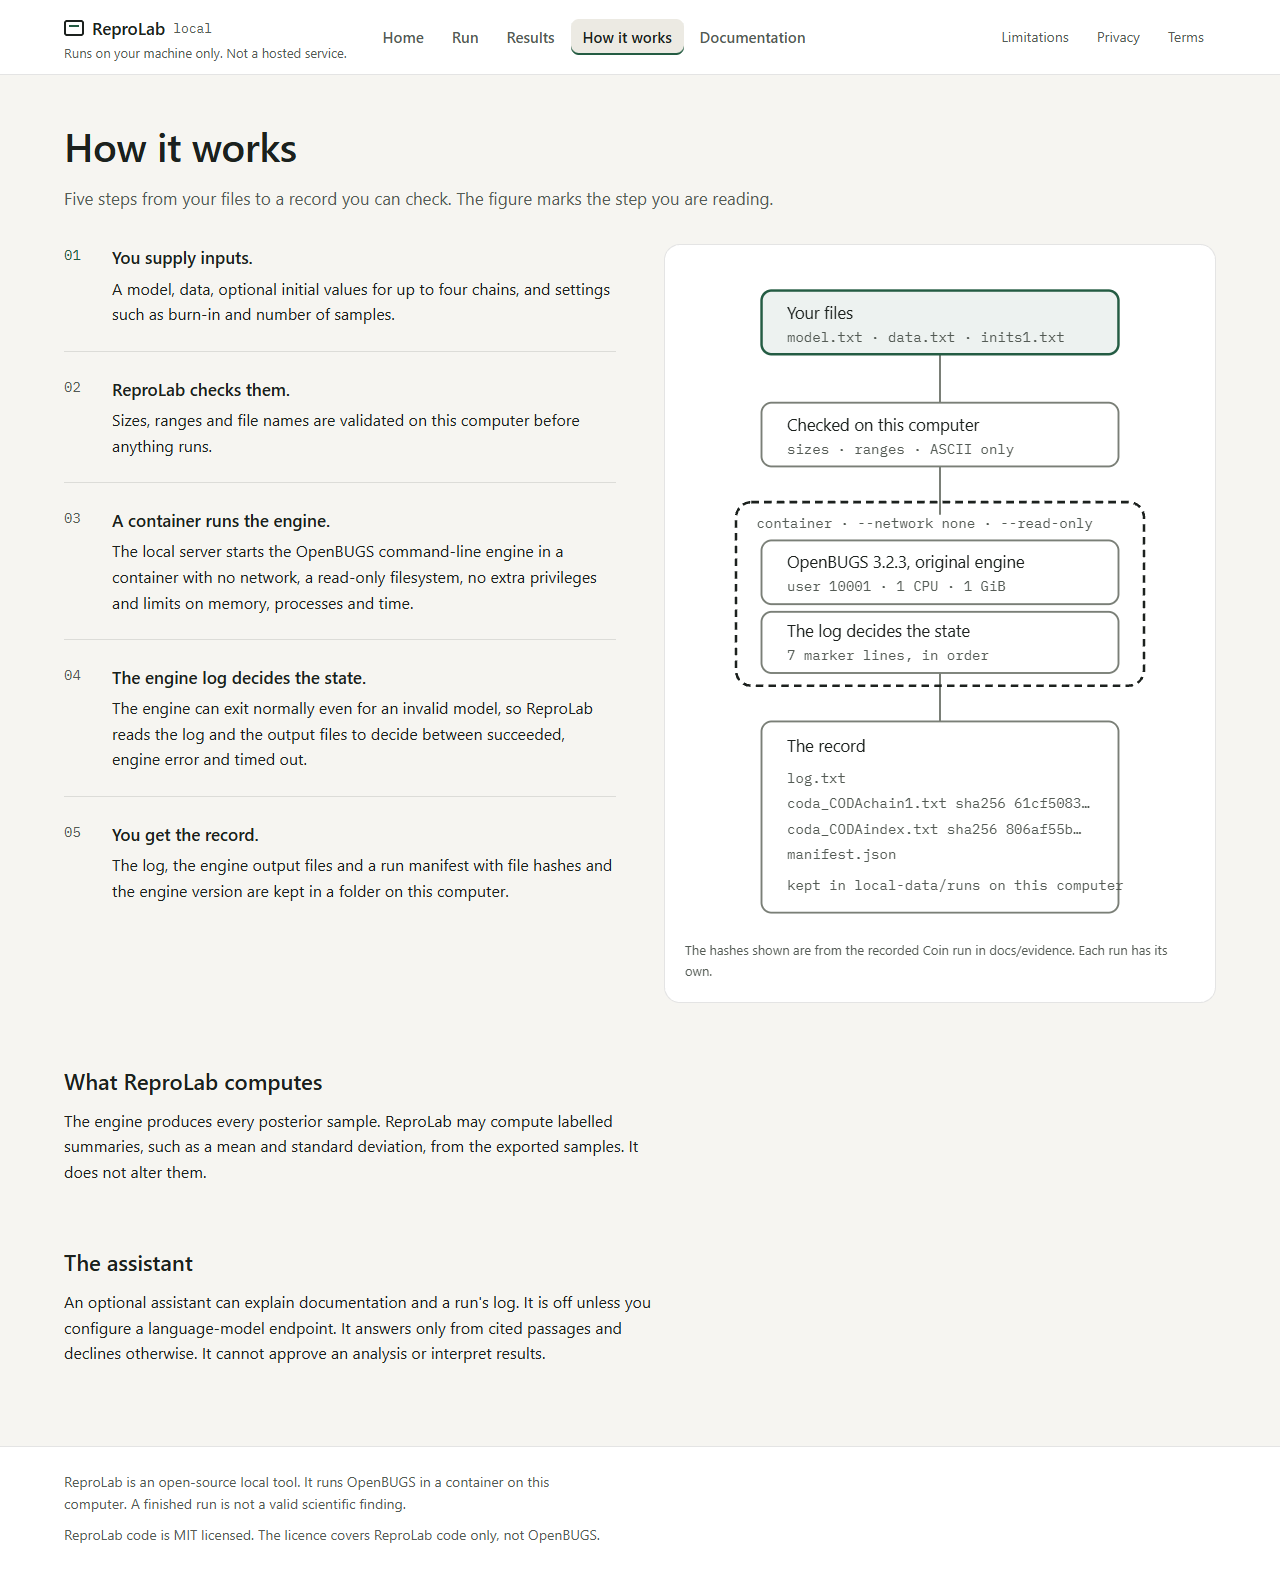 ReproLab local
Runs on your machine only. Not a hosted service.
Home
Run
Results
How it works
Documentation
Limitations
Privacy
Terms
How it works
Five steps from your files to a record you can check. The figure marks the step you are reading.
01
You supply inputs.
A model, data, optional initial values for up to four chains, and settings
such as burn-in and number of samples.
02
ReproLab checks them.
Sizes, ranges and file names are validated on this computer before
anything runs.
03
A container runs the engine.
The local server starts the OpenBUGS command-line engine in a
container with no network, a read-only filesystem, no extra privileges
and limits on memory, processes and time.
04
The engine log decides the state.
The engine can exit normally even for an invalid model, so ReproLab
reads the log and the output files to decide between succeeded,
engine error and timed out.
05
You get the record.
The log, the engine output files and a run manifest with file hashes and
the engine version are kept in a folder on this computer.
Your files
model.txt · data.txt · inits1.txt
Checked on this computer
sizes · ranges · ASCII only
container · --network none · --read-only
OpenBUGS 3.2.3, original engine
user 10001 · 1 CPU · 1 GiB
The log decides the state
7 marker lines, in order
The record
log.txt
coda_CODAchain1.txt sha256 61cf5083…
coda_CODAindex.txt sha256 806af55b…
manifest.json
kept in local-data/runs on this computer
The hashes shown are from the recorded Coin run in docs/evidence. Each run has its
own.
What ReproLab computes
The engine produces every posterior sample. ReproLab may compute labelled
summaries, such as a mean and standard deviation, from the exported samples. It
does not alter them.
The assistant
An optional assistant can explain documentation and a run's log. It is off unless you
configure a language-model endpoint. It answers only from cited passages and
declines otherwise. It cannot approve an analysis or interpret results.
ReproLab is an open-source local tool. It runs OpenBUGS in a container on this
computer. A finished run is not a valid scientific finding.
ReproLab code is MIT licensed. The licence covers ReproLab code only, not OpenBUGS.